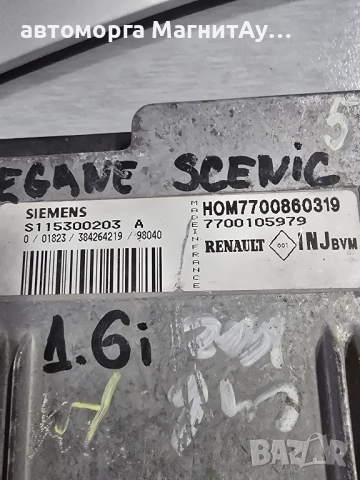 автоморга МагнитАу...
5
EGANE SCENIC
SIEMENS
S115300203 A
0 / 01823 / 384264219 / 98040
MADE IN FRANCE
HOM7700860319
7700105979
RENAULT 001 INJ BVM
1.6i
BAZAR